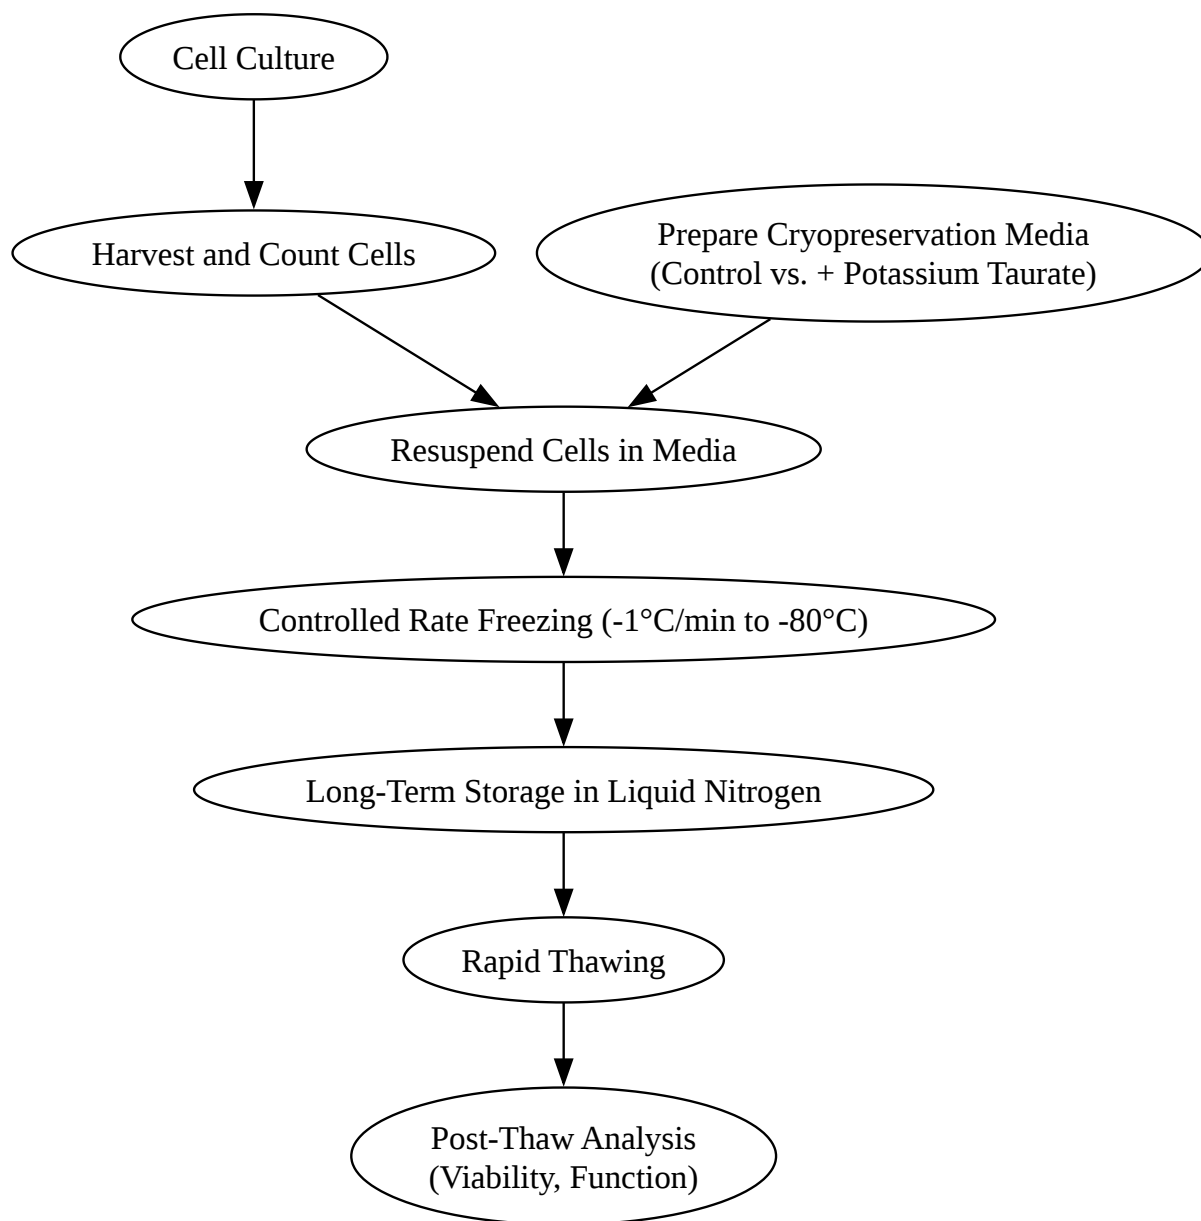 Cell Culture
Harvest and Count Cells
Prepare Cryopreservation Media
(Control vs. + Potassium Taurate)
Resuspend Cells in Media
Controlled Rate Freezing (-1°C/min to -80°C)
Long-Term Storage in Liquid Nitrogen
Rapid Thawing
Post-Thaw Analysis
(Viability, Function)